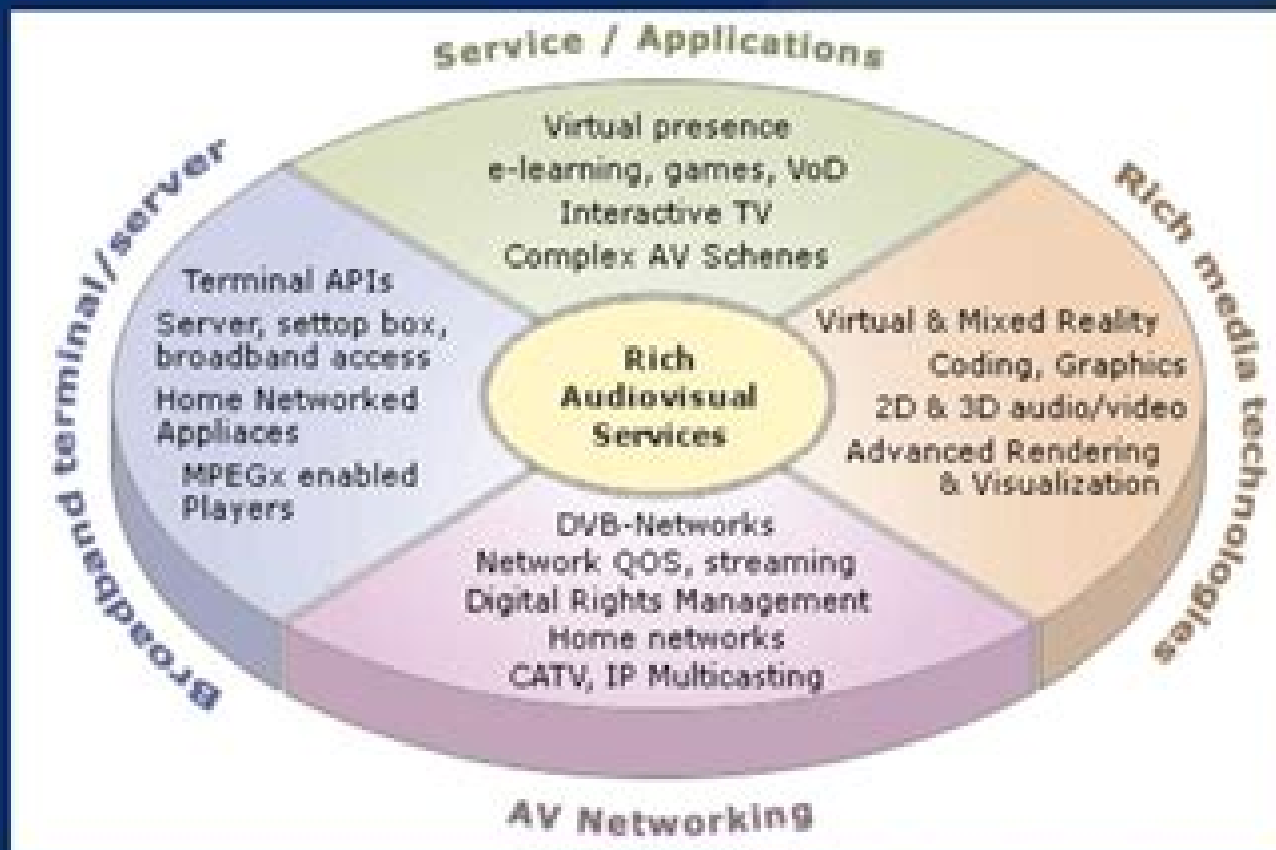 Service / Applications
Virtual presence
e-learning, games, VoD
Interactive TV
Complex AV Schenes
Broadband terminal/server
Terminal APIs
Server, settop box,
broadband access
Home Networked
Appliaces
MPEGx enabled
Players
Rich
Audiovisual
Services
Rich media technologies
Virtual & Mixed Reality
Coding, Graphics
2D & 3D audio/video
Advanced Rendering
& Visualization
DVB-Networks
Network QOS, streaming
Digital Rights Management
Home networks
CATV, IP Multicasting
AV Networking